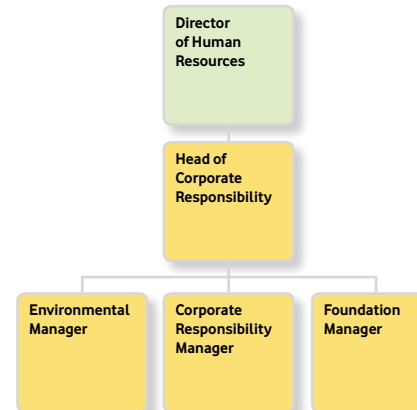 Director
of Human
Resources
Head of
Corporate
Responsibility
Environmental
Manager
Corporate
Responsibility
Manager
Foundation
Manager